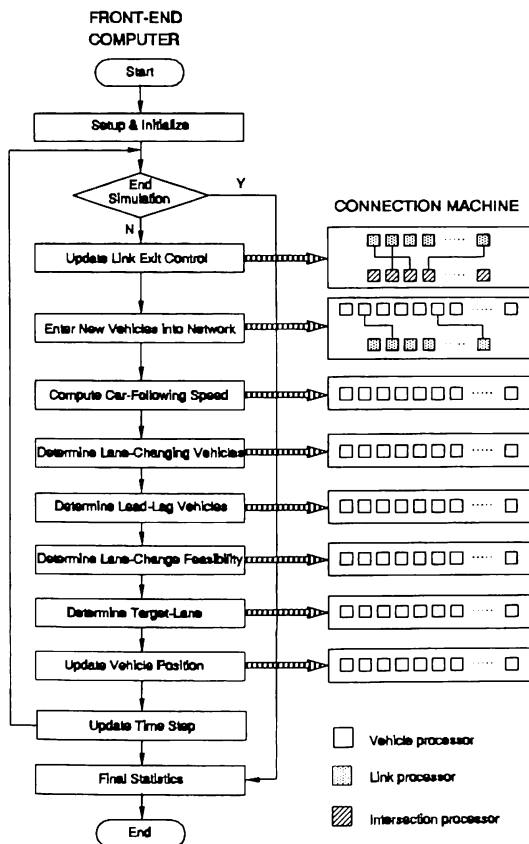 FRONT-END
COMPUTER
Start
Setup & Initialize
End
Simulation
Y
N
CONNECTION MACHINE
Update Link Exit Control
Enter New Vehicles into Network
Compute Car-Following Speed
Determine Lane-Changing Vehicles
Determine Lead-Lag Vehicles
Determine Lane-Change Feasibility
Determine Target-Lane
Update Vehicle Position
Update Time Step
Final Statistics
End
Vehicle processor
Link processor
Intersection processor